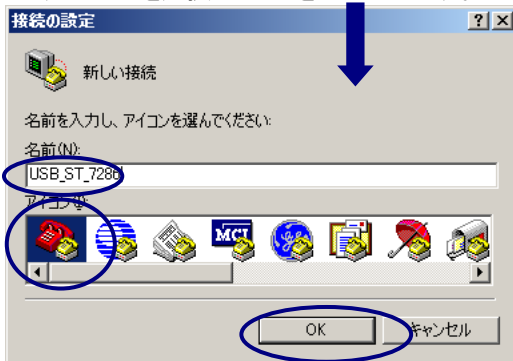 接続の設定
新しい接続
名前を入力し、アイコンを選んでください:
名前(N):
USB_ST_7286
アイコン(I):
MCI
OK
キャンセル